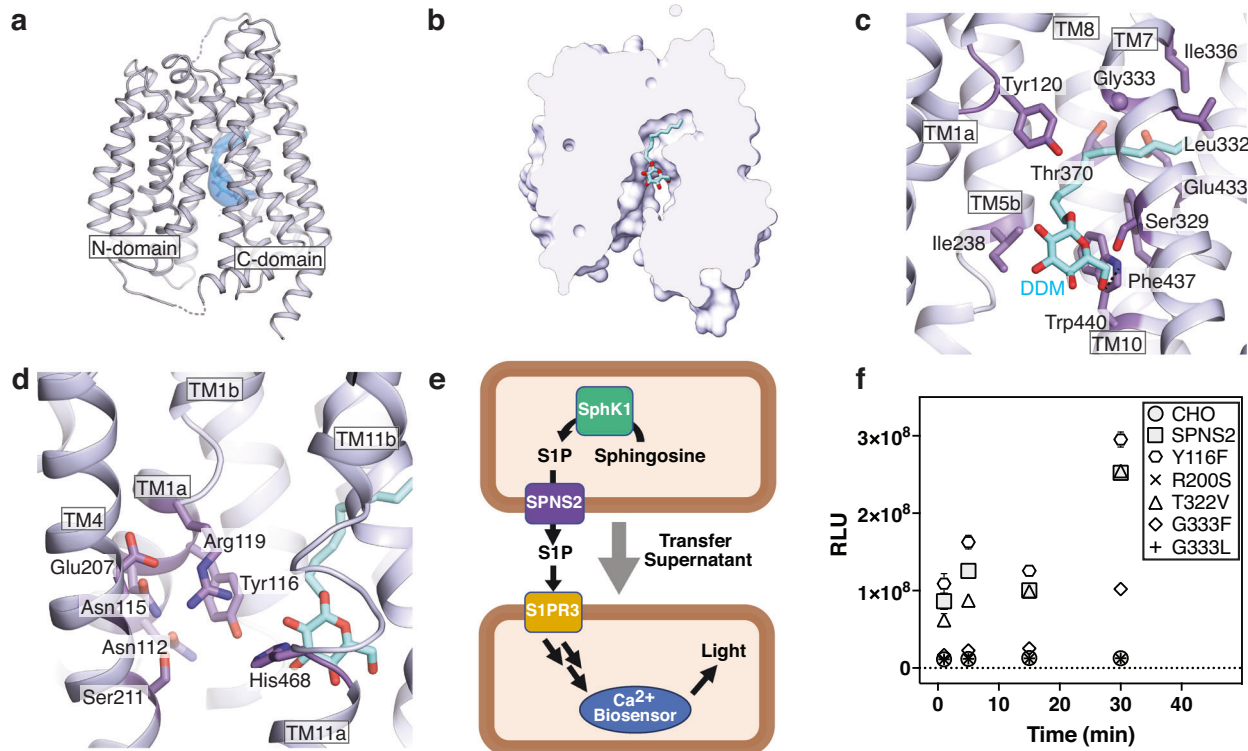 a
N-domain
C-domain
b
c
TM8
TM7
Ile336
Tyr120
Gly333
TM1a
Leu332
Thr370
Glu433
TM5b
Ser329
Ile238
DDM
Phe437
Trp440
TM10
d
TM1b
TM11b
TM1a
TM4
Arg119
Glu207
Tyr116
Asn115
Asn112
His468
Ser211
TM11a
e
SphK1
S1P
Sphingosine
SPNS2
S1P
Transfer
Supernatant
S1PR3
Light
Ca2+
Biosensor
f
3×10⁸
2×10⁸
1×10⁸
0
RLU
CHO
SPNS2
Y116F
R200S
T322V
G333F
G333L
0 10 20 30 40
Time (min)